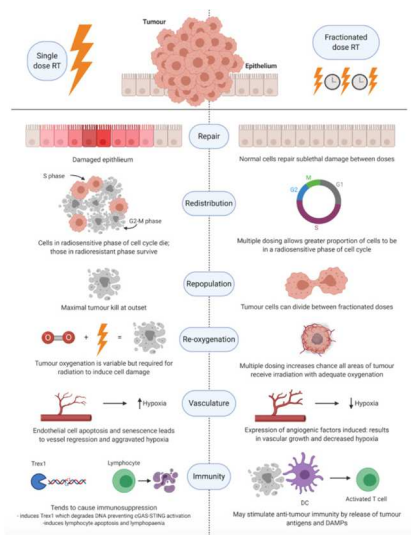 Single
dose RT
Tumour
Epithelium
Fractionated
dose RT
Repair
Damaged epithlieum
Normal cells repair sublethal damage between doses
Redistribution
S phase
G2-M phase
M
G1
G2
S
Cells in radiosensitive phase of cell cycle die;
those in radioresistant phase survive
Multiple dosing allows greater proportion of cells to be
in a radiosensitive phase of cell cycle
Repopulation
Maximal tumour kill at outset
Tumour cells can divide between fractionated doses
Re-oxygenation
O=O + =
Tumour oxygenation is variable but required for
radiation to induce cell damage
Multiple dosing increases chance all areas of tumour
receive irradiation with adequate oxygenation
Vasculature
↑Hypoxia
↓ Hypoxia
Endothelial cell apoptosis and senescence leads
to vessel regression and aggravated hypoxia
Expression of angiogenic factors induced: results
in vascular growth and decreased hypoxia
Immunity
Trex1
Lymphocyte
DC
Activated T cell
Tends to cause immunosuppression
- induces Trex1 which degrades DNA preventing cGAS-STING activation
-induces lymphocyte apoptosis and lymphopaenia
May stimulate anti-tumour immunity by release of tumour
antigens and DAMPs